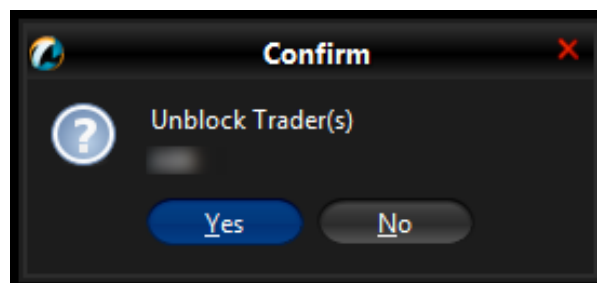 Confirm
Unblock Trader(s)
Yes
No